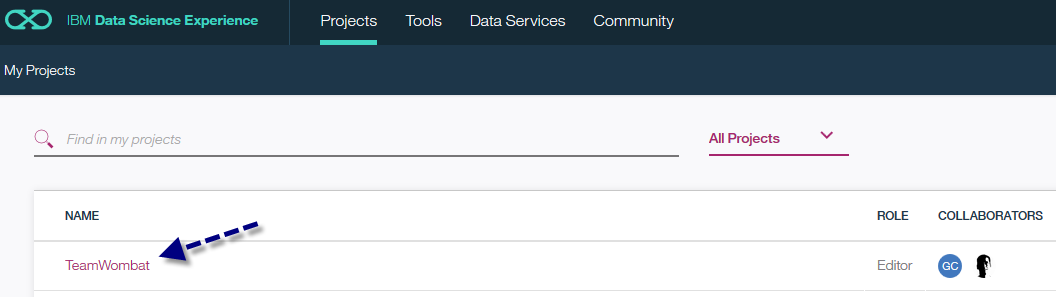 IBM Data Science Experience Projects Tools Data Services Community
My Projects
Find in my projects All Projects
NAME ROLE COLLABORATORS
TeamWombat Editor GC